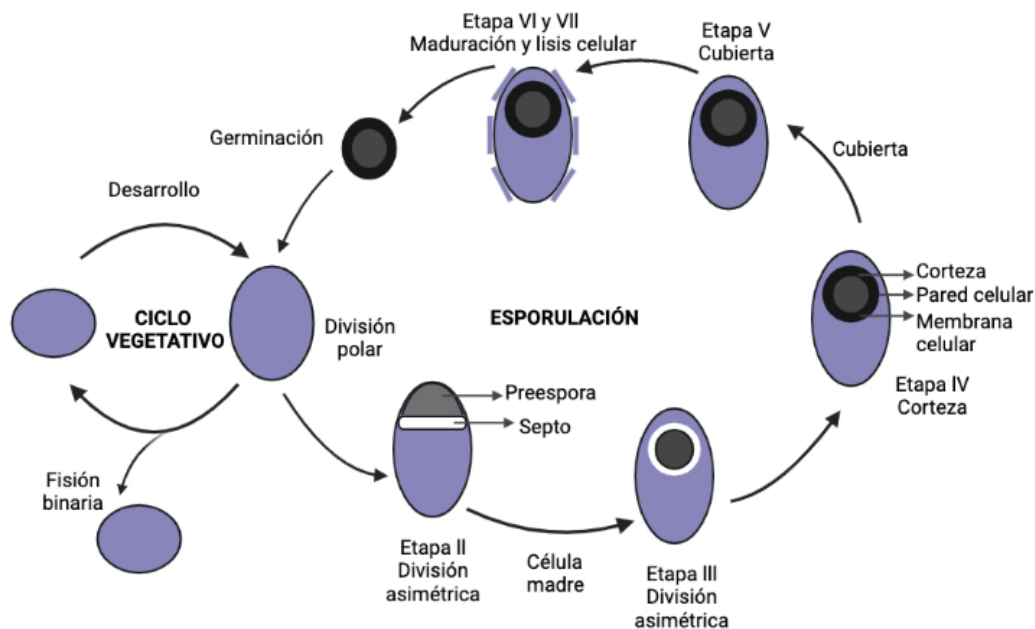 Etapa VI y VII
Maduración y lisis celular
Etapa V
Cubierta
Germinación
Cubierta
Desarrollo
CICLO
VEGETATIVO
División
polar
ESPORULACIÓN
Corteza
Pared celular
Membrana
celular
Etapa IV
Corteza
Preespora
Septo
Fisión
binaria
Etapa II
División
asimétrica
Célula
madre
Etapa III
División
asimétrica